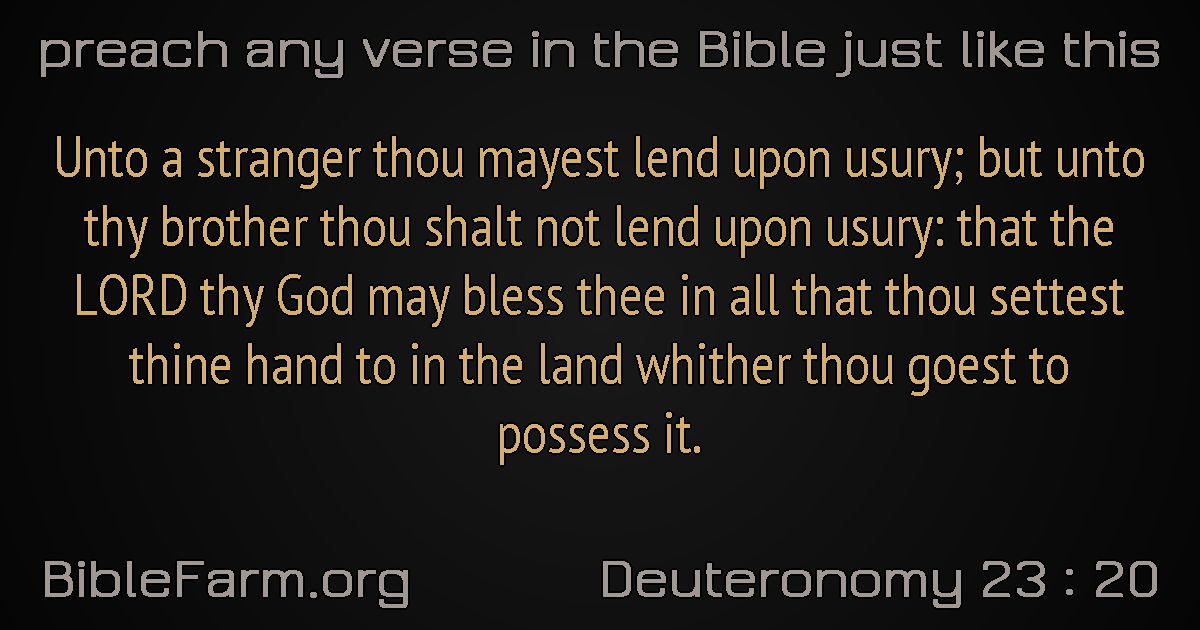 preach any verse in the Bible just like this
Unto a stranger thou mayest lend upon usury; but unto
thy brother thou shalt not lend upon usury: that the
LORD thy God may bless thee in all that thou settest
thine hand to in the land whither thou goest to
possess it.
BibleFarm.org
Deuteronomy 23 : 20